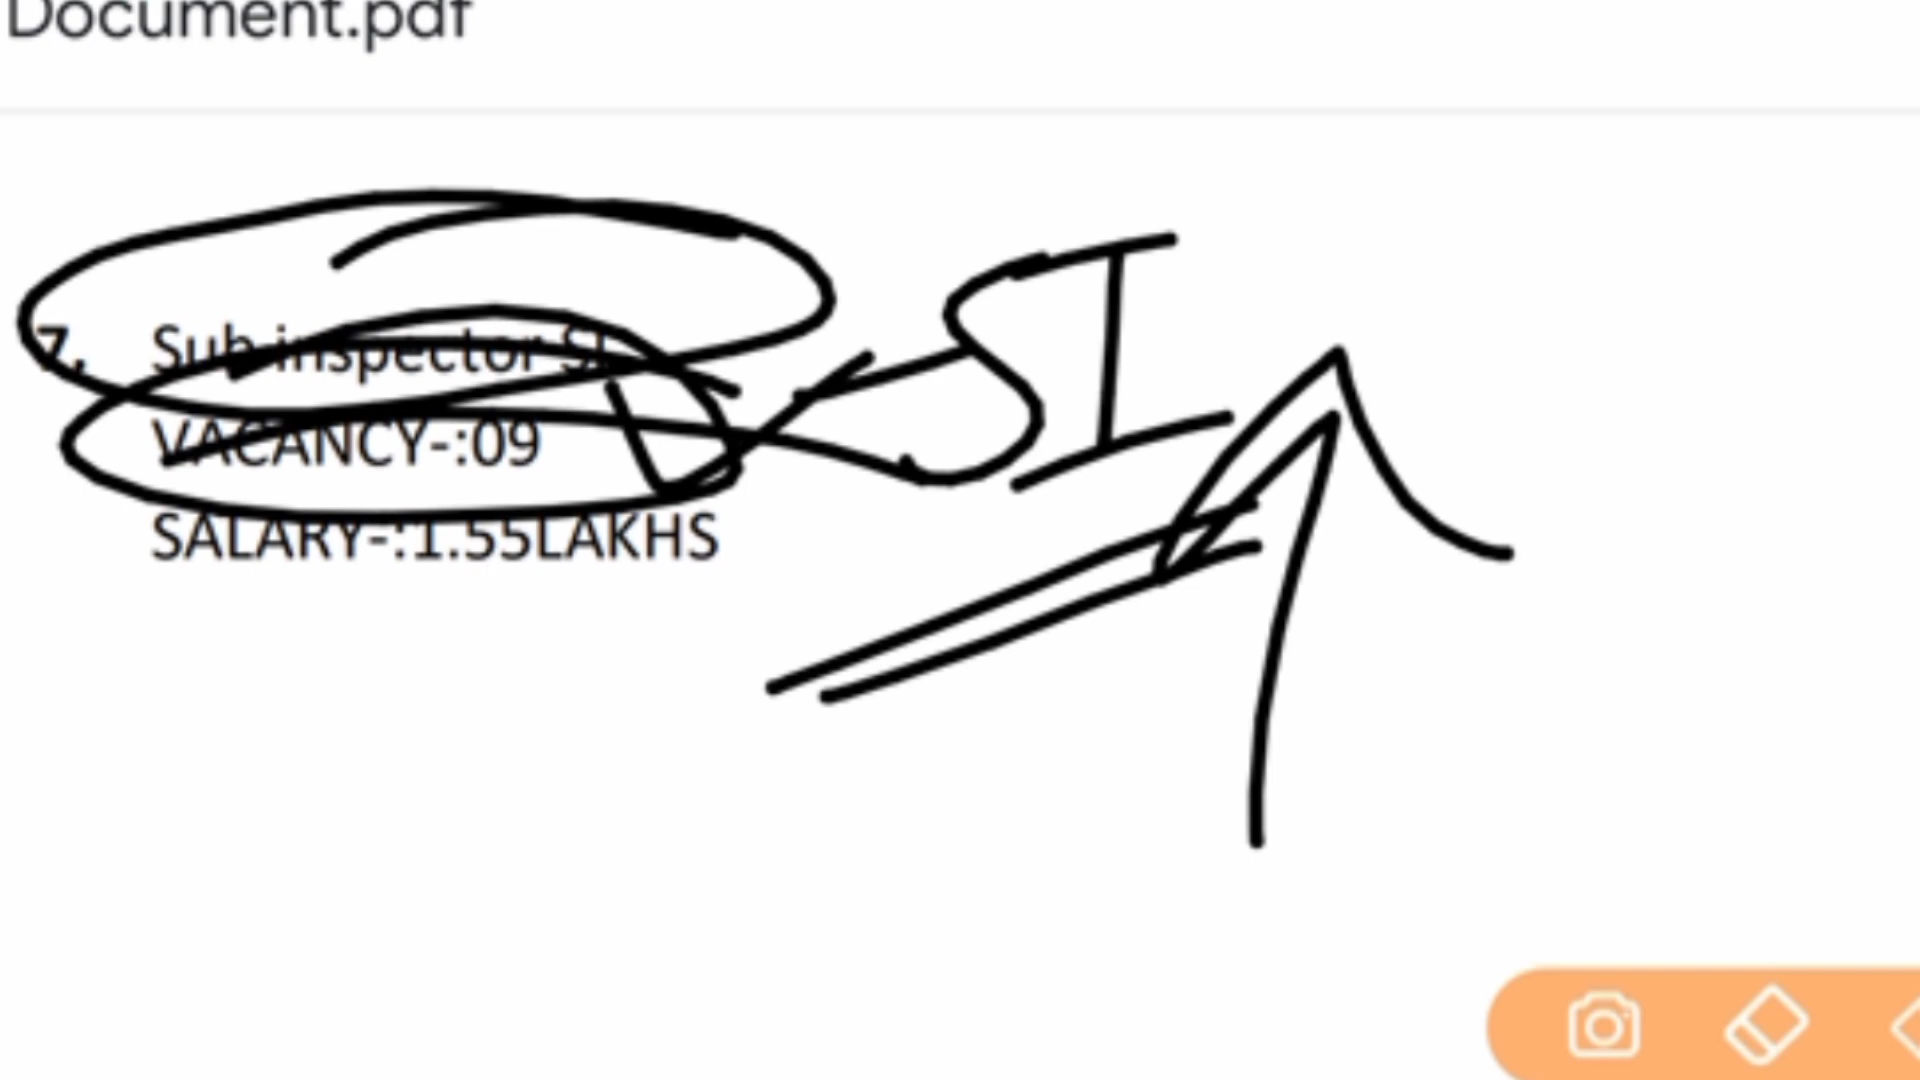 Document.pdf
7. Sub inspector SI
VACANCY-:09
SALARY-:1.55LAKHS
SI